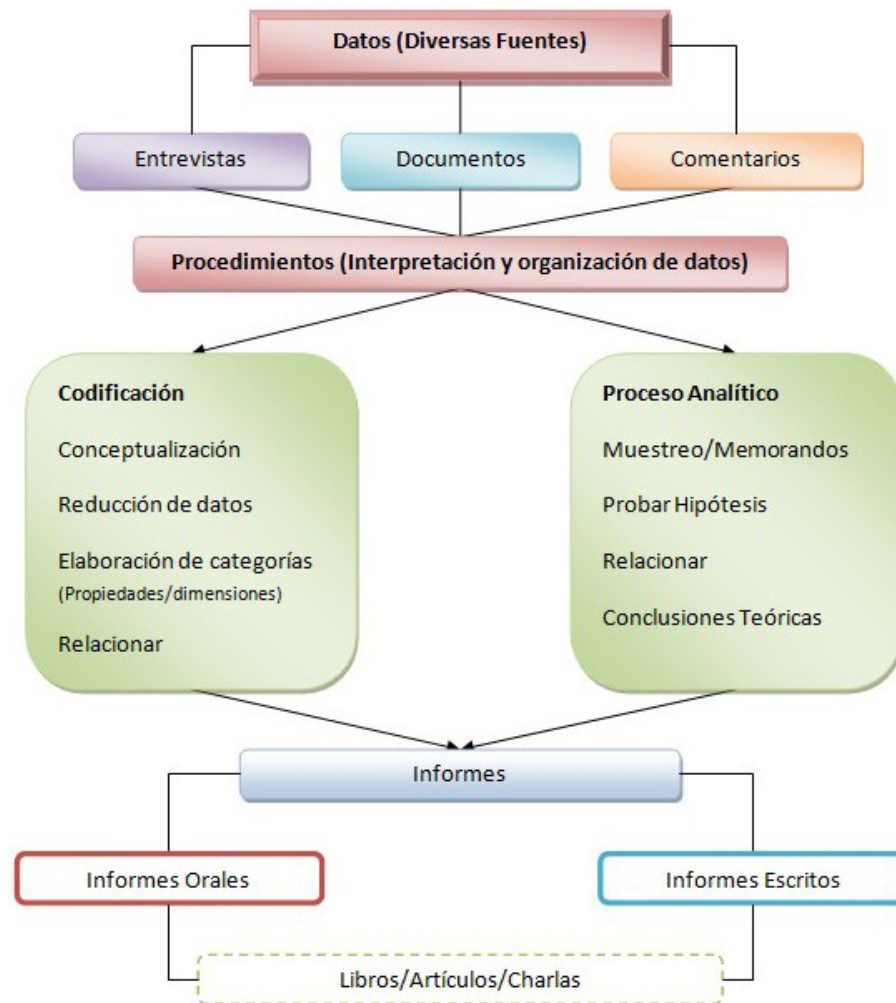 Datos (Diversas Fuentes)
Entrevistas
Documentos
Comentarios
Procedimientos (Interpretación y organización de datos)
Codificación
Conceptualización
Reducción de datos
Elaboración de categorías
(Propiedades/dimensiones)
Relacionar
Proceso Analítico
Muestreo/Memorandos
Probar Hipótesis
Relacionar
Conclusiones Teóricas
Informes
Informes Orales
Informes Escritos
Libros/Artículos/Charlas